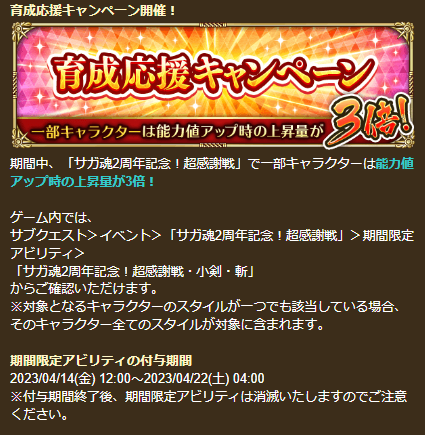 育成応援キャンペーン開催！
育成応援キャンペーン
一部キャラクターは能力値アップ時の上昇量が3倍!
期間中、「サガ魂2周年記念！超感謝戦」で一部キャラクターは能力値
アップ時の上昇量が3倍！
ゲーム内では、
サブクエスト＞イベント＞「サガ魂2周年記念！超感謝戦」＞期間限定
アビリティ＞
「サガ魂2周年記念！超感謝戦・小剣・斬」
からご確認いただけます。
※対象となるキャラクターのスタイルが一つでも該当している場合、
そのキャラクター全てのスタイルが対象に含まれます。
期間限定アビリティの付与期間
2023/04/14(金) 12:00～2023/04/22(土) 04:00
※付与期間終了後、期間限定アビリティは消滅いたしますのでご注意
ください。